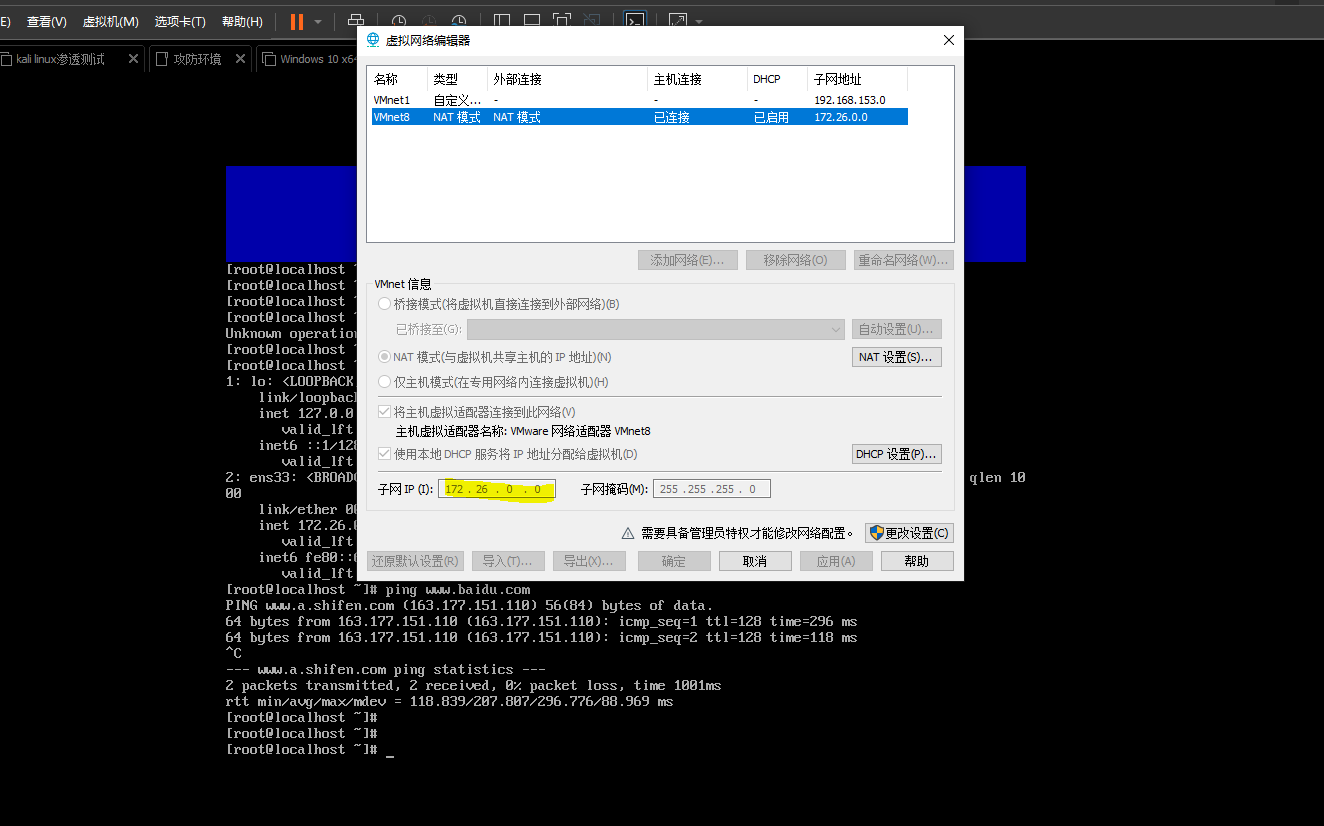 E) 查看(V) 虚拟机(M) 选项卡(T) 帮助(H)
kali linux渗透测试 攻防环境 Windows 10 x64
虚拟网络编辑器
名称 类型 外部连接 主机连接 DHCP 子网地址
VMnet1 自定义... - - - 192.168.153.0
VMnet8 NAT 模式 NAT 模式 已连接 已启用 172.26.0.0
添加网络(E)... 移除网络(O) 重命名网络(W)...
VMnet 信息
桥接模式(将虚拟机直接连接到外部网络)(B)
已桥接至(G): 自动设置(U)...
NAT 模式(与虚拟机共享主机的 IP 地址)(N) NAT 设置(S)...
仅主机模式(在专用网络内连接虚拟机)(H)
将主机虚拟适配器连接到此网络(V)
主机虚拟适配器名称: VMware 网络适配器 VMnet8
使用本地 DHCP 服务将 IP 地址分配给虚拟机(D) DHCP 设置(P)...
子网 IP (I): 172 . 26 . 0 . 0 子网掩码(M): 255 .255 .255 . 0
需要具备管理员特权才能修改网络配置。 更改设置(C)
还原默认设置(R) 导入(T)... 导出(X)... 确定 取消 应用(A) 帮助
[root@localhost ~
[root@localhost ~
[root@localhost ~
[root@localhost ~
Unknown operation
[root@localhost ~
[root@localhost ~
1: lo: <LOOPBACK
link/loopback
inet 127.0.0
valid_lft
inet6 ::1/128
valid_lft
2: ens33: <BROADC qlen 10
00
link/ether 00
inet 172.26.0
valid_lft
inet6 fe80::
valid_lft
[root@localhost ~]# ping www.baidu.com
PING www.a.shifen.com (163.177.151.110) 56(84) bytes of data.
64 bytes from 163.177.151.110 (163.177.151.110): icmp_seq=1 ttl=128 time=296 ms
64 bytes from 163.177.151.110 (163.177.151.110): icmp_seq=2 ttl=128 time=118 ms
^C
--- www.a.shifen.com ping statistics ---
2 packets transmitted, 2 received, 0% packet loss, time 1001ms
rtt min/avg/max/mdev = 118.839/207.807/296.776/88.969 ms
[root@localhost ~]#
[root@localhost ~]#
[root@localhost ~]# _